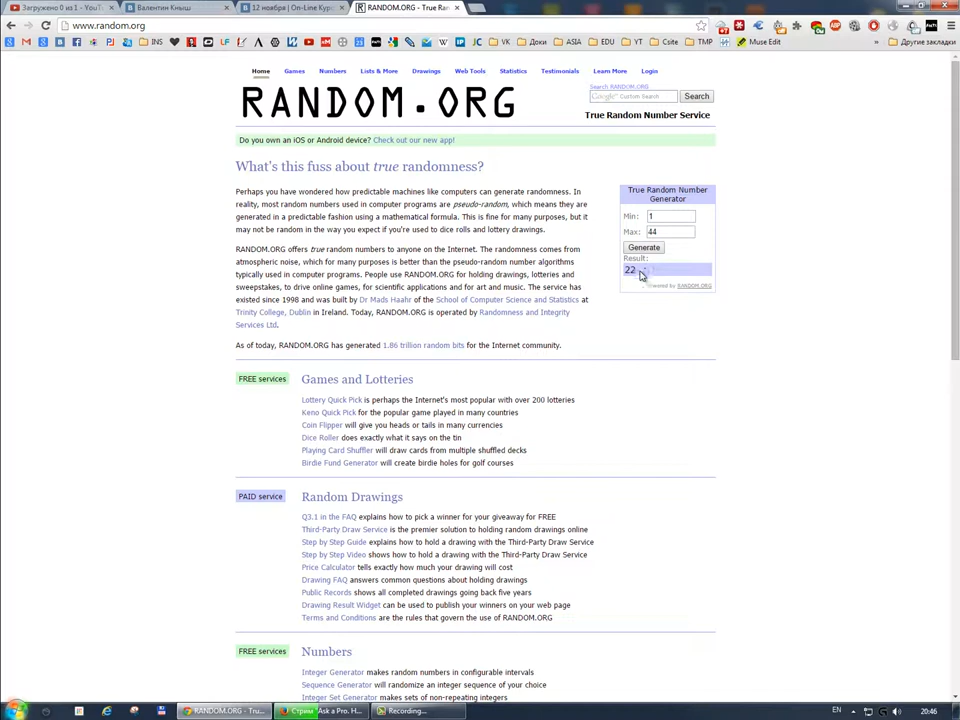 Загружено 0 из 1 - YouT
Валентин Кныш
12 ноября | On-Line Курс
RANDOM.ORG - True Ran
www.random.org
INS
VK
Доки
ASIA
EDU
YT
Csite
TMP
Muse Edit
Другие закладки
Home Games Numbers Lists & More Drawings Web Tools Statistics Testimonials Learn More Login
RANDOM.ORG
Search RANDOM.ORG
Google™ Custom Search
Search
True Random Number Service
Do you own an iOS or Android device? Check out our new app!
What's this fuss about true randomness?
Perhaps you have wondered how predictable machines like computers can generate randomness. In
reality, most random numbers used in computer programs are pseudo-random, which means they are
generated in a predictable fashion using a mathematical formula. This is fine for many purposes, but it
may not be random in the way you expect if you're used to dice rolls and lottery drawings.
RANDOM.ORG offers true random numbers to anyone on the Internet. The randomness comes from
atmospheric noise, which for many purposes is better than the pseudo-random number algorithms
typically used in computer programs. People use RANDOM.ORG for holding drawings, lotteries and
sweepstakes, to drive online games, for scientific applications and for art and music. The service has
existed since 1998 and was built by Dr Mads Haahr of the School of Computer Science and Statistics at
Trinity College, Dublin in Ireland. Today, RANDOM.ORG is operated by Randomness and Integrity
Services Ltd.
As of today, RANDOM.ORG has generated 1.86 trillion random bits for the Internet community.
True Random Number
Generator
Min: 1
Max: 44
Generate
Result:
22
Powered by RANDOM.ORG
FREE services
Games and Lotteries
Lottery Quick Pick is perhaps the Internet's most popular with over 200 lotteries
Keno Quick Pick for the popular game played in many countries
Coin Flipper will give you heads or tails in many currencies
Dice Roller does exactly what it says on the tin
Playing Card Shuffler will draw cards from multiple shuffled decks
Birdie Fund Generator will create birdie holes for golf courses
PAID service
Random Drawings
Q3.1 in the FAQ explains how to pick a winner for your giveaway for FREE
Third-Party Draw Service is the premier solution to holding random drawings online
Step by Step Guide explains how to hold a drawing with the Third-Party Draw Service
Step by Step Video shows how to hold a drawing with the Third-Party Draw Service
Price Calculator tells exactly how much your drawing will cost
Drawing FAQ answers common questions about holding drawings
Public Records shows all completed drawings going back five years
Drawing Result Widget can be used to publish your winners on your web page
Terms and Conditions are the rules that govern the use of RANDOM.ORG
FREE services
Numbers
Integer Generator makes random numbers in configurable intervals
Sequence Generator will randomize an integer sequence of your choice
Integer Set Generator makes sets of non-repeating integers
RANDOM.ORG - Tru...
Стрим Ask a Pro. H...
Recording...
EN
20:46